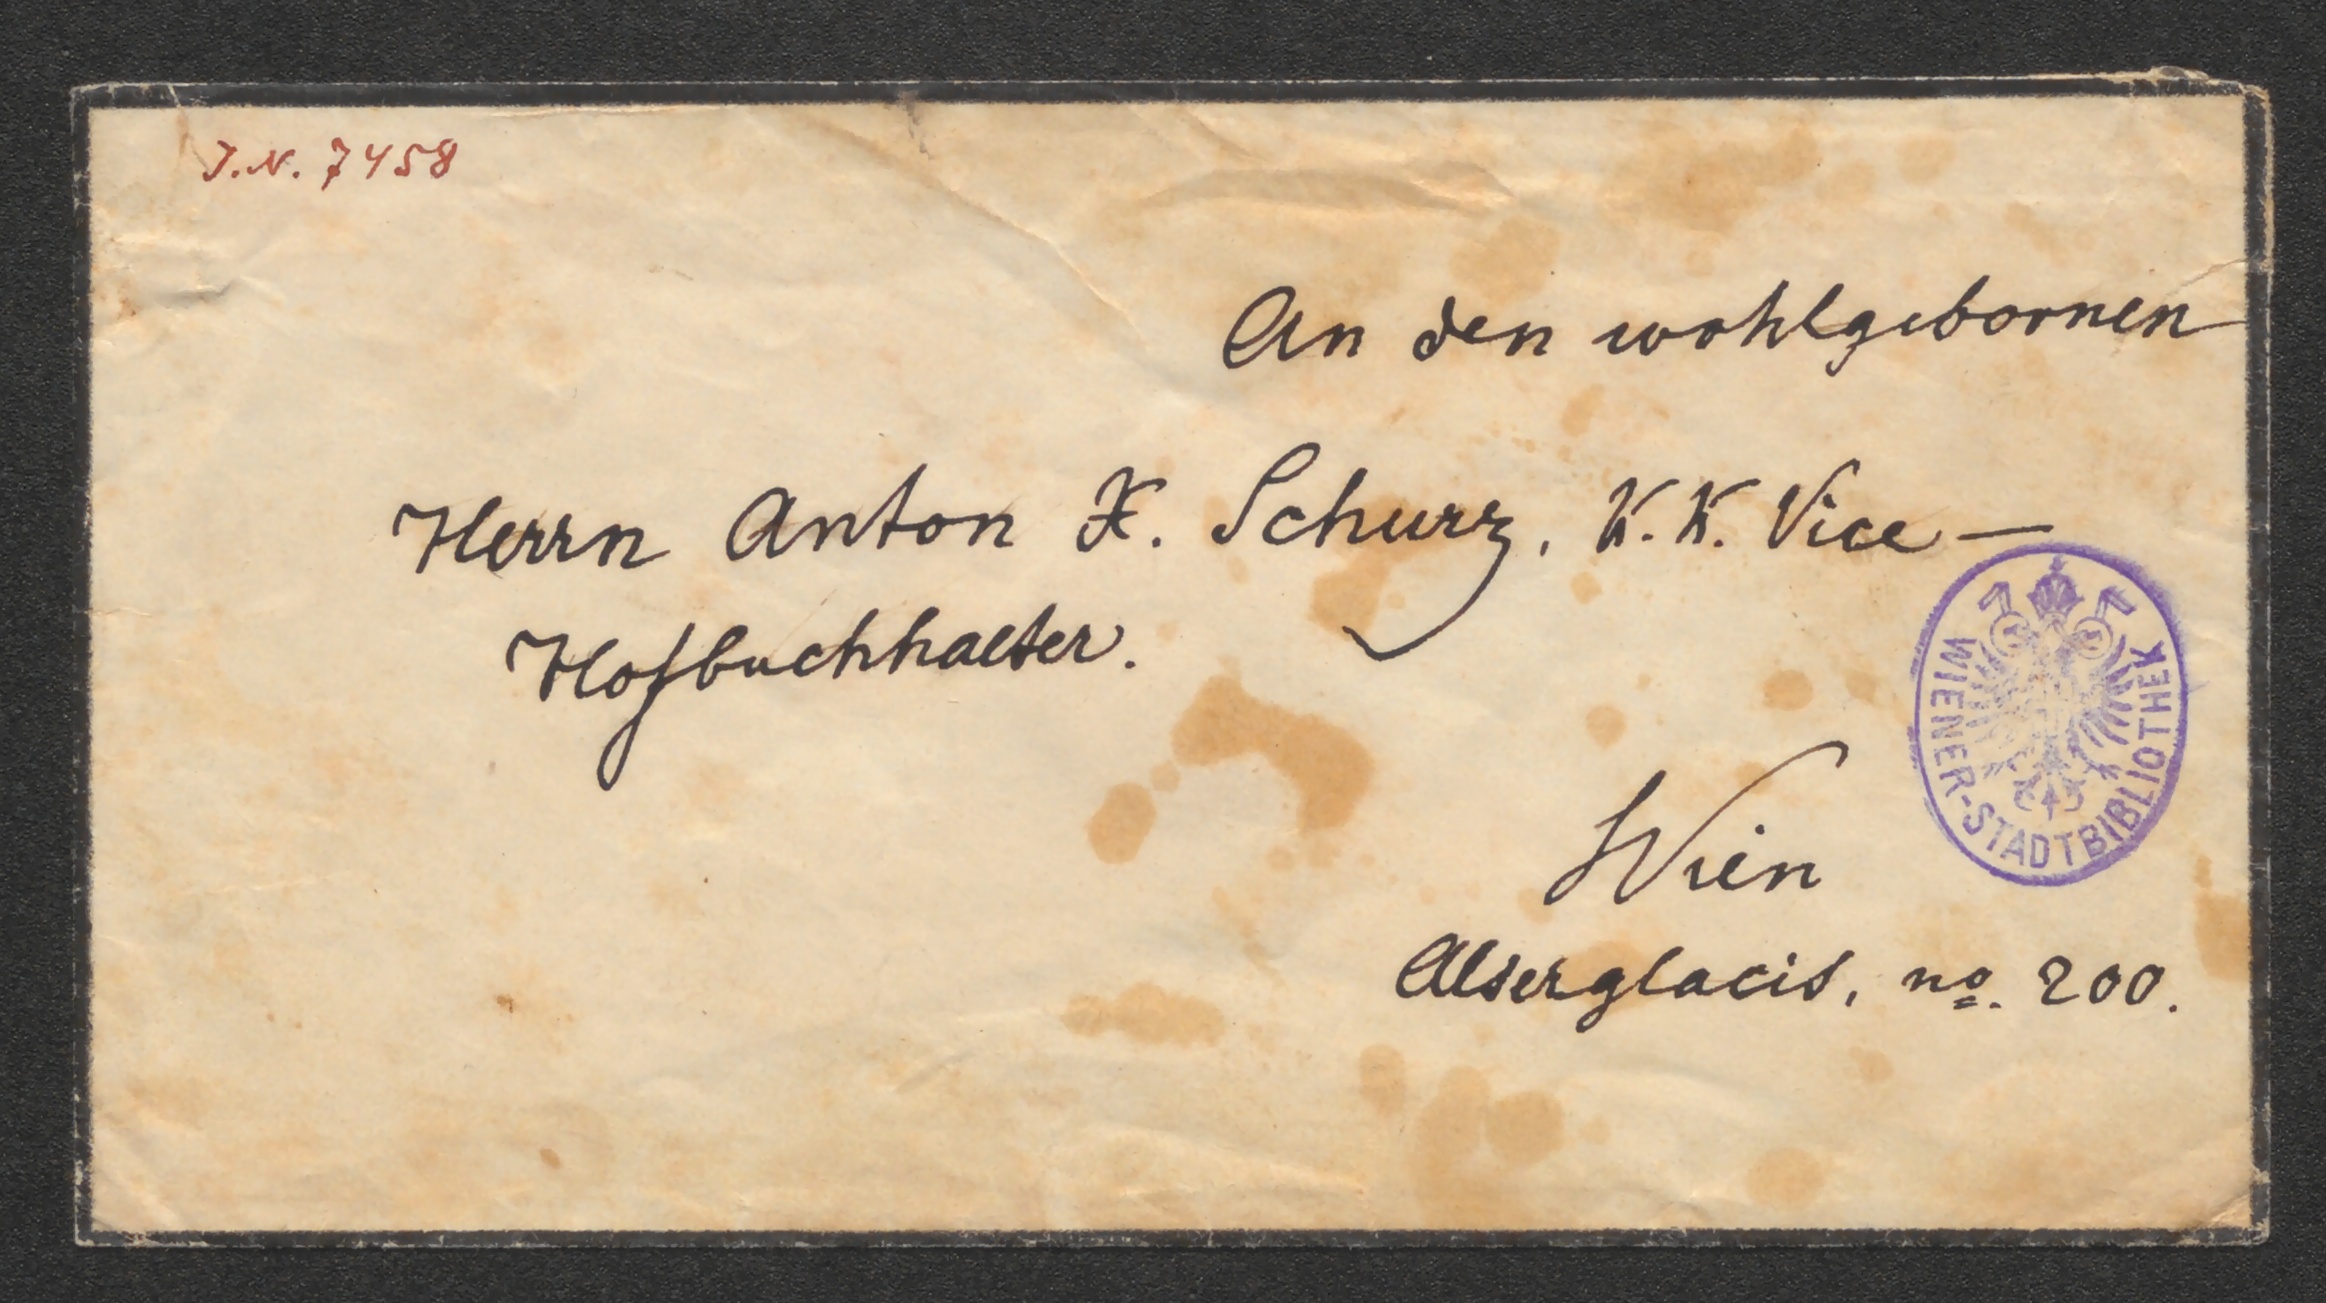 J.N. 7458
An den wohlgebornen
Herrn Anton X. Schurz, K. K. Vice—
Hofbuchhalter.
WIENER-STADTBIBLIOTHEK
Wien
Alserglacis, no. 200.